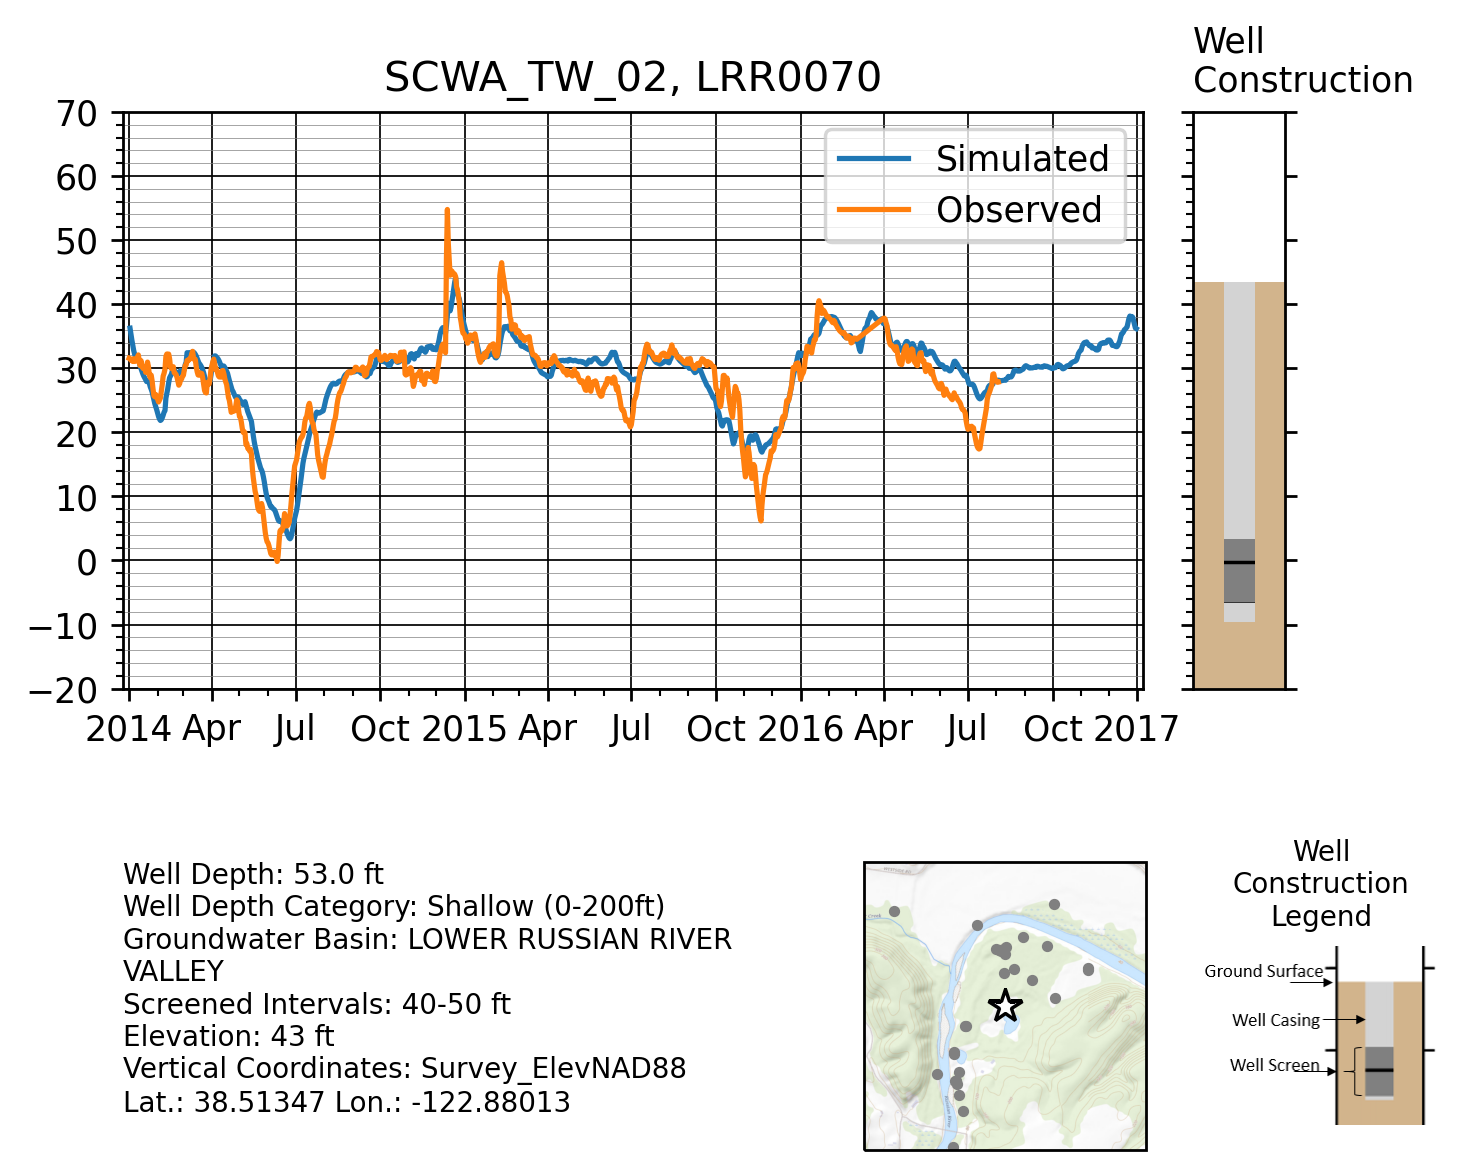 Well
Construction
SCWA_TW_02, LRR0070
70
60
50
40
30
20
10
0
−10
−20
Simulated
Observed
2014 Apr Jul Oct 2015 Apr Jul Oct 2016 Apr Jul Oct 2017
Well Depth: 53.0 ft
Well Depth Category: Shallow (0-200ft)
Groundwater Basin: LOWER RUSSIAN RIVER
VALLEY
Screened Intervals: 40-50 ft
Elevation: 43 ft
Vertical Coordinates: Survey_ElevNAD88
Lat.: 38.51347 Lon.: -122.88013
Well
Construction
Legend
Ground Surface
Well Casing
Well Screen